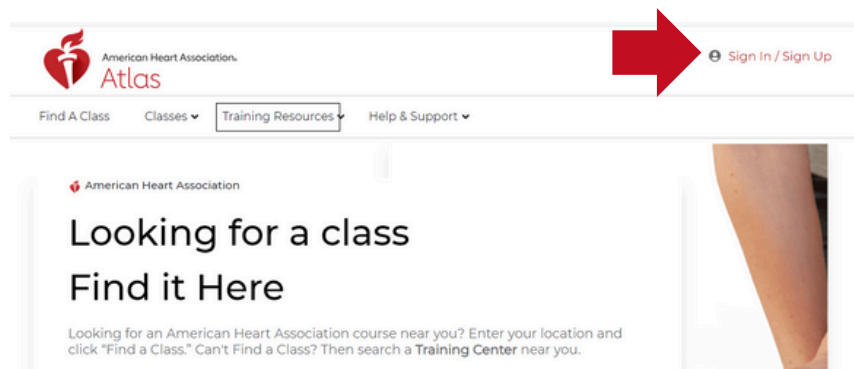 American Heart Association.
Atlas
Sign In / Sign Up
Find A Class Classes Training Resources Help & Support
American Heart Association
Looking for a class
Find it Here
Looking for an American Heart Association course near you? Enter your location and
click “Find a Class.” Can't Find a Class? Then search a Training Center near you.